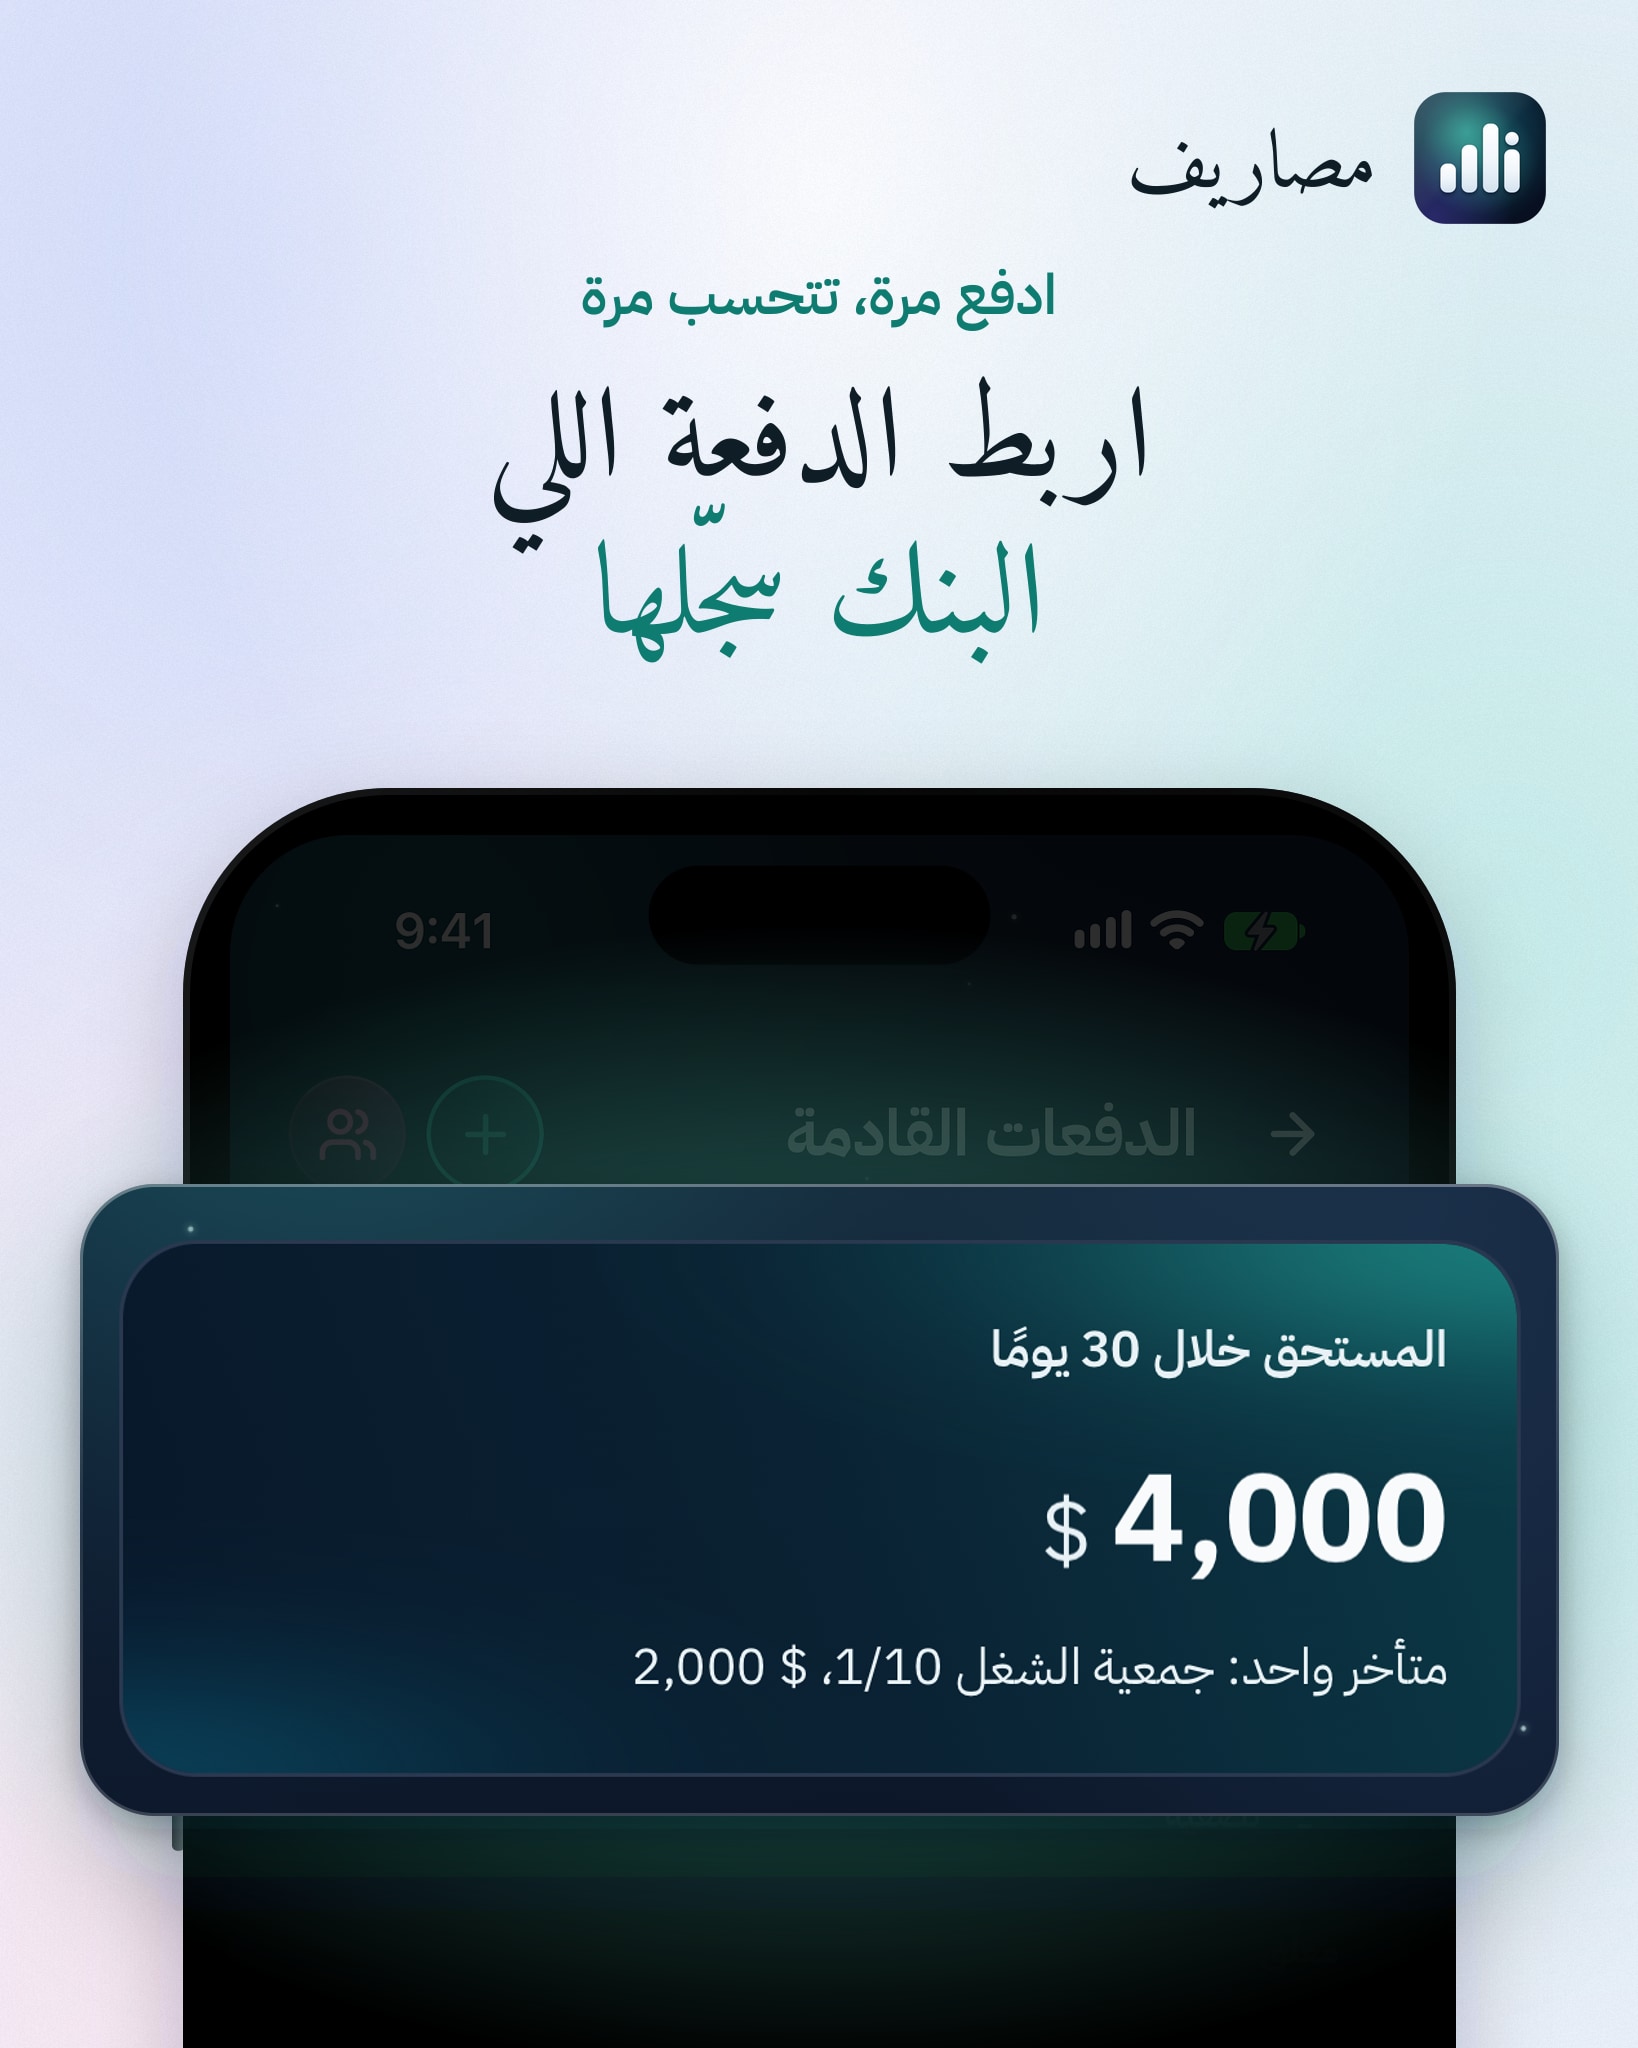 مصاريف
ادفع مرة، تتحسب مرة
اربط الدفعة اللي
البنك سجّلها
9:41
الدفعات القادمة
المستحق خلال 30 يومًا
4,000 $
متأخر واحد: جمعية الشغل 1/10، $ 2,000